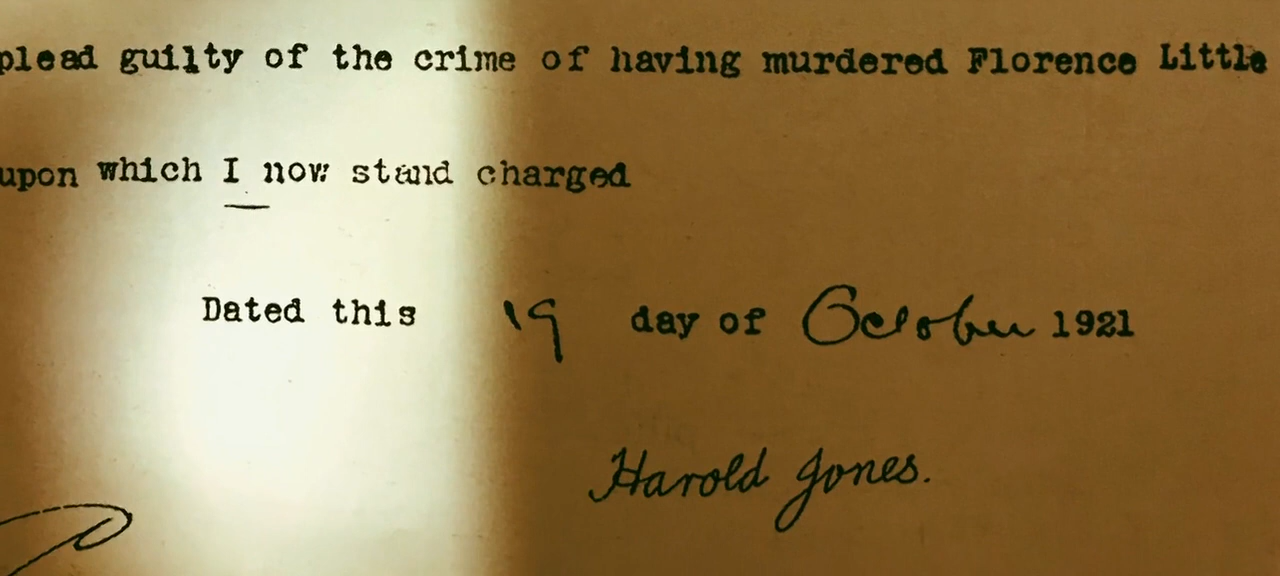 plead guilty of the crime of having murdered Florence Little
upon which I now stand charged
Dated this 19 day of October 1921
Harold Jones.